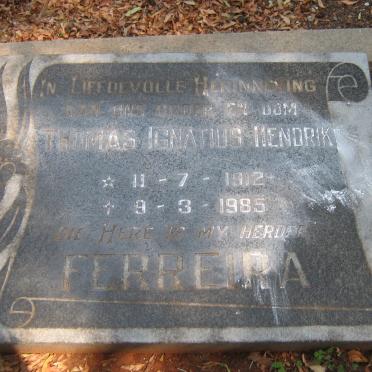 In Liefdevolle Herinnering
Aan ons Vader en Oom
Thomas Ignatius Hendrik
☆ 11 - 7 - 1912
† 9 - 3 - 1985
Die Here is my Herder
FERREIRA